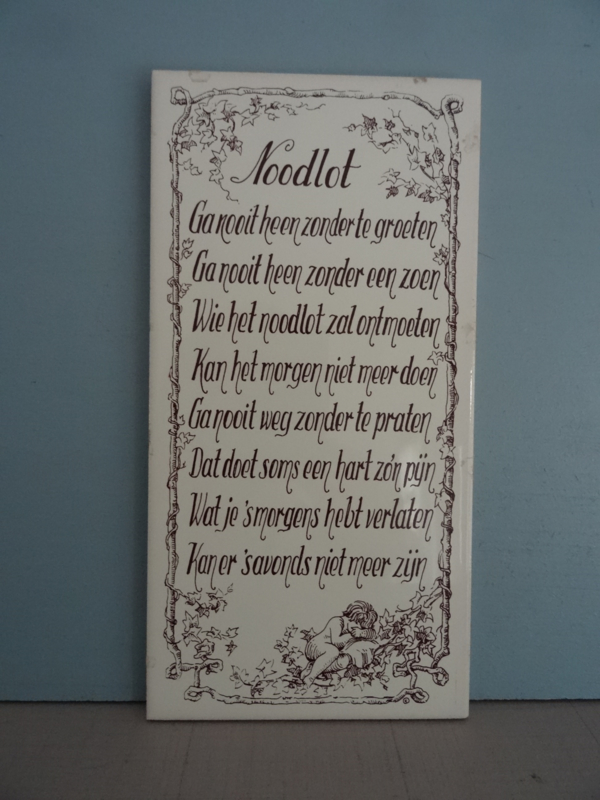 Noodlot
Ga nooit heen zonder te groeten
Ga nooit heen zonder een zoen
Wie het noodlot zal ontmoeten
Kan het morgen niet meer doen
Ga nooit weg zonder te praten
Dat doet soms een hart zo'n pijn
Wat je 's morgens hebt verlaten
Kan er 's avonds niet meer zijn